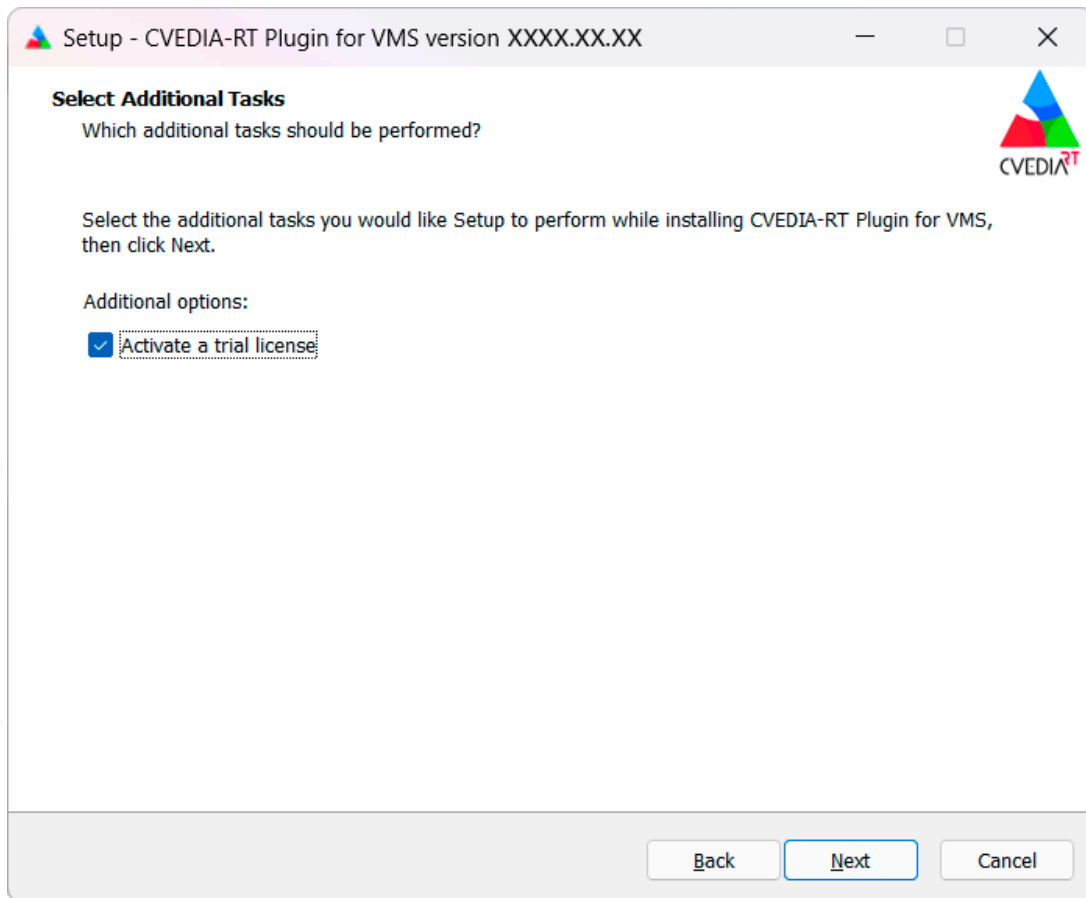 Setup - CVEDIA-RT Plugin for VMS version XXXX.XX.XX
Select Additional Tasks
Which additional tasks should be performed?
CVEDIA RT
Select the additional tasks you would like Setup to perform while installing CVEDIA-RT Plugin for VMS,
then click Next.
Additional options:
Activate a trial license
Back
Next
Cancel